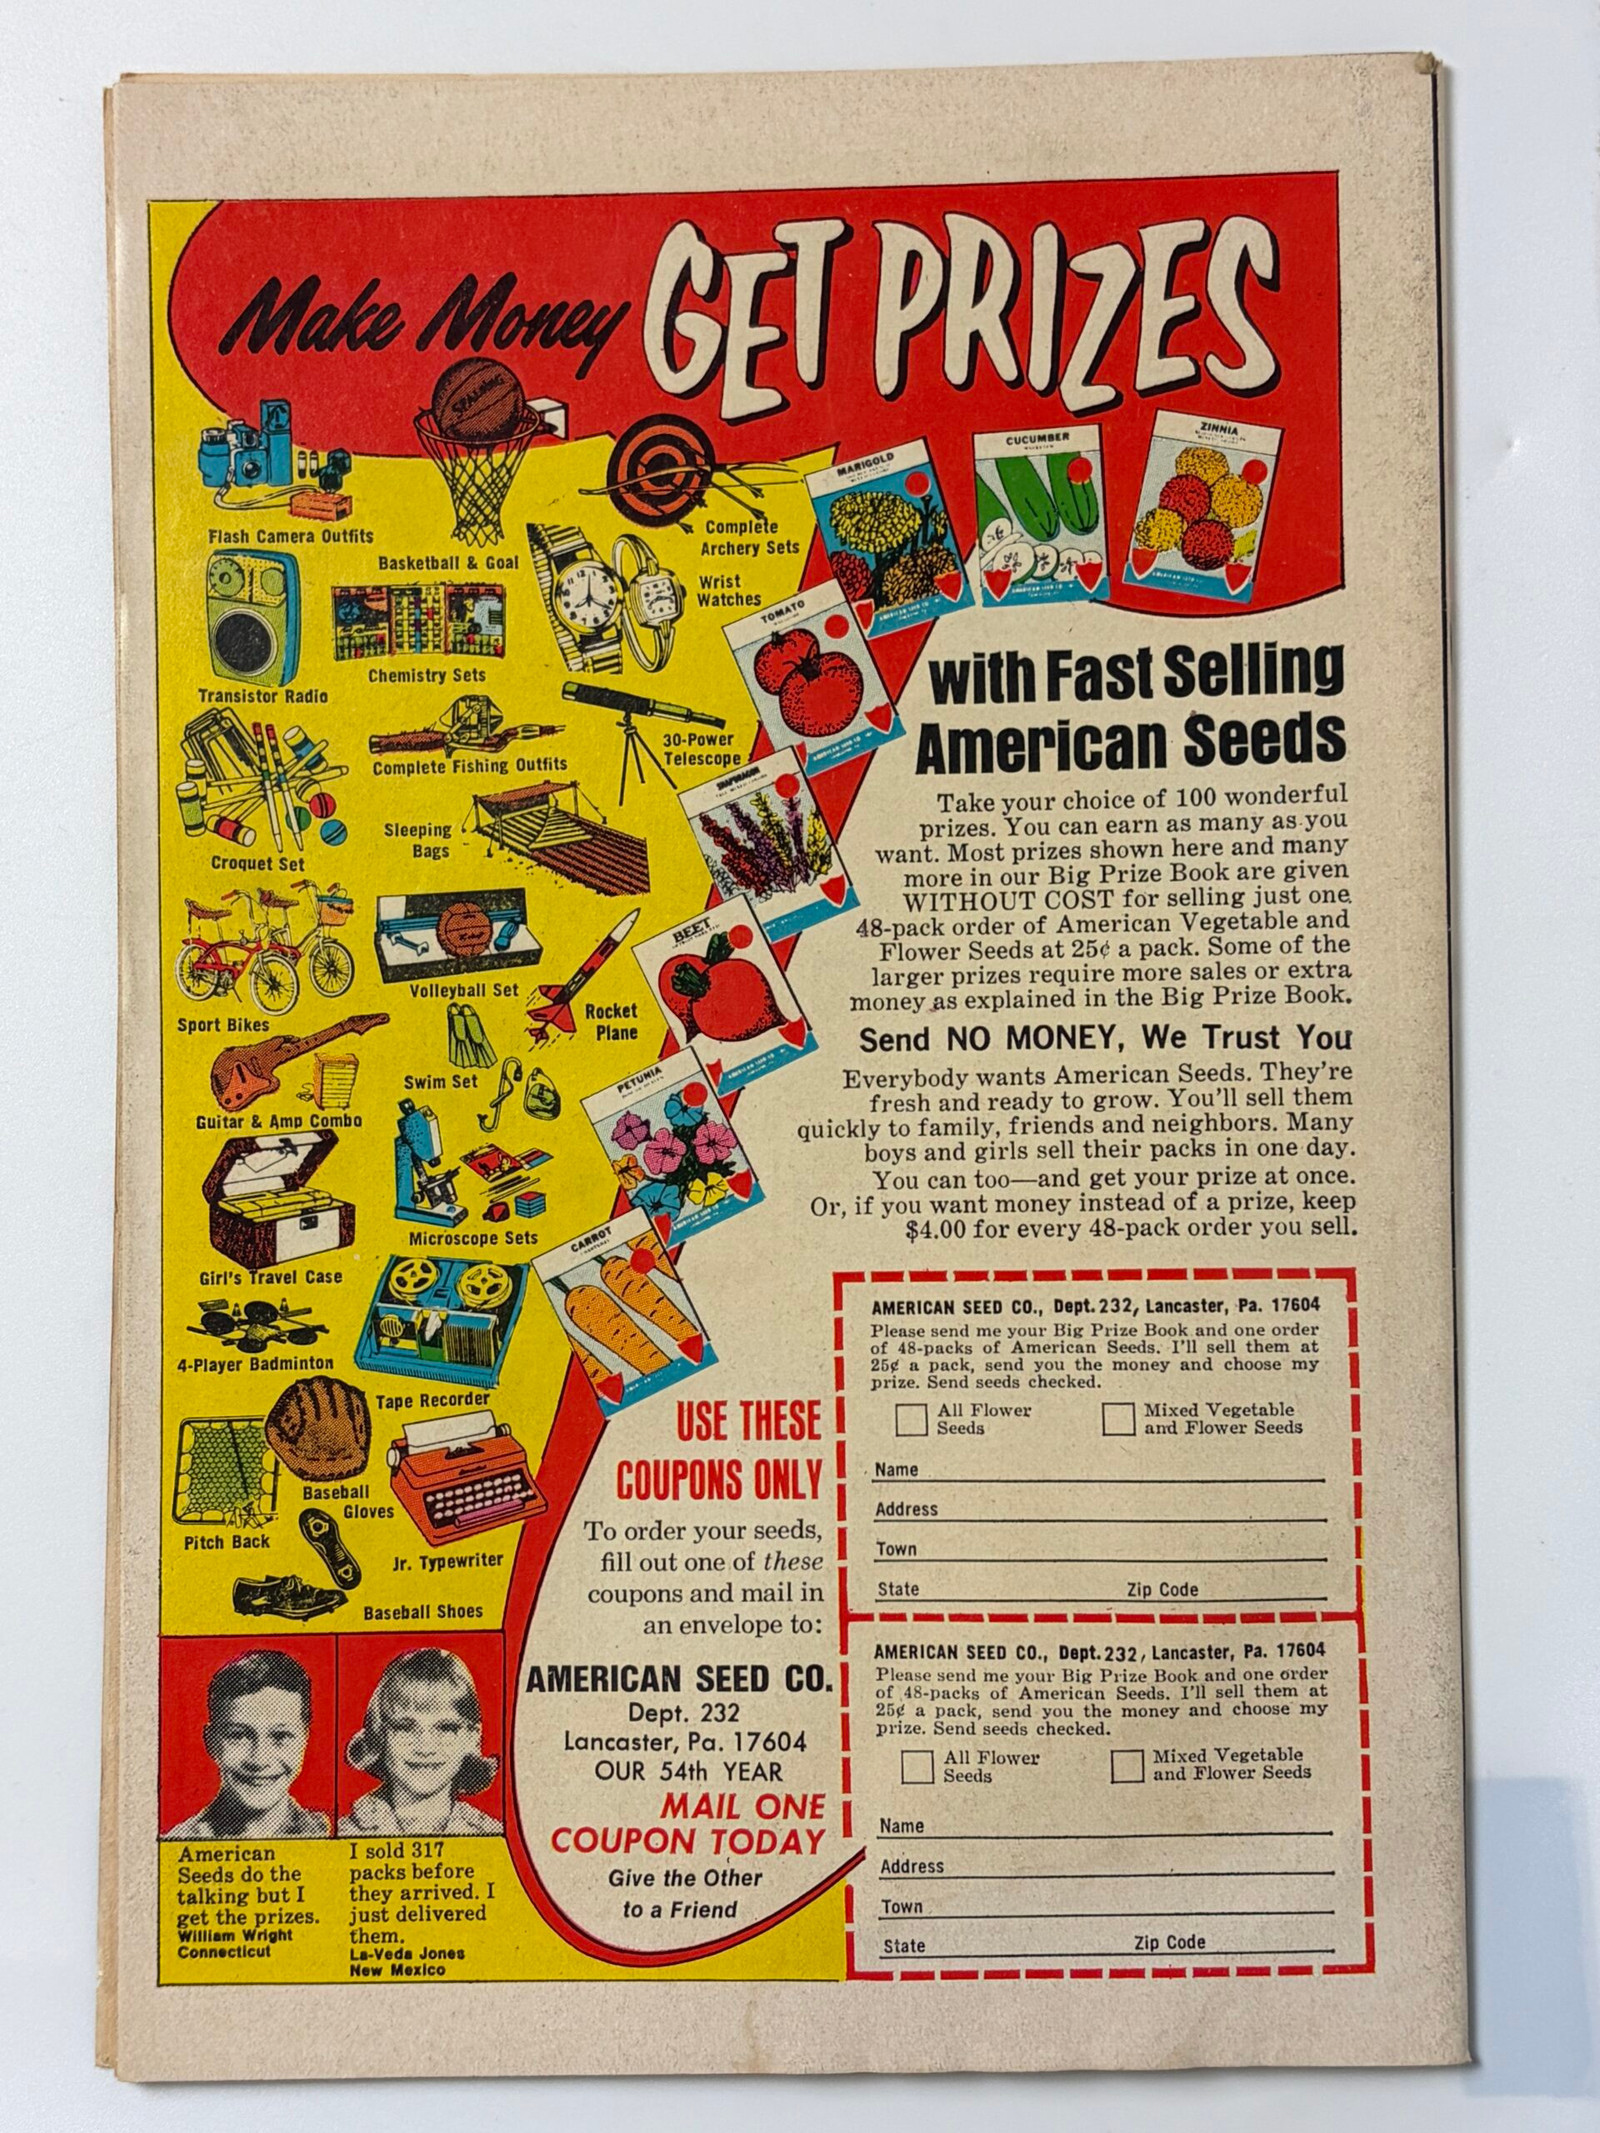 Make Money GET PRIZES
SPALDING
Flash Camera Outfits
Basketball & Goal
Complete
Archery Sets
Wrist
Watches
Transistor Radio
Chemistry Sets
30-Power
Telescope
Complete Fishing Outfits
Croquet Set
Sleeping
Bags
Sport Bikes
Volleyball Set
Rocket
Plane
Guitar & Amp Combo
Swim Set
Girl's Travel Case
Microscope Sets
4-Player Badminton
Tape Recorder
Pitch Back
Baseball
Gloves
Jr. Typewriter
Baseball Shoes
MARIGOLD
CUCUMBER
ZINNIA
TOMATO
SNAPDRAGON
BEET
PETUNIA
CARROT
with Fast Selling
American Seeds
Take your choice of 100 wonderful
prizes. You can earn as many as you
want. Most prizes shown here and many
more in our Big Prize Book are given
WITHOUT COST for selling just one
48-pack order of American Vegetable and
Flower Seeds at 25¢ a pack. Some of the
larger prizes require more sales or extra
money as explained in the Big Prize Book.
Send NO MONEY, We Trust You
Everybody wants American Seeds. They're
fresh and ready to grow. You'll sell them
quickly to family, friends and neighbors. Many
boys and girls sell their packs in one day.
You can too—and get your prize at once.
Or, if you want money instead of a prize, keep
$4.00 for every 48-pack order you sell.
USE THESE
COUPONS ONLY
To order your seeds,
fill out one of these
coupons and mail in
an envelope to:
AMERICAN SEED CO.
Dept. 232
Lancaster, Pa. 17604
OUR 54th YEAR
MAIL ONE
COUPON TODAY
Give the Other
to a Friend
AMERICAN SEED CO., Dept. 232, Lancaster, Pa. 17604
Please send me your Big Prize Book and one order
of 48-packs of American Seeds. I'll sell them at
25¢ a pack, send you the money and choose my
prize. Send seeds checked.
All Flower
Seeds
Mixed Vegetable
and Flower Seeds
Name
Address
Town
State Zip Code
AMERICAN SEED CO., Dept. 232, Lancaster, Pa. 17604
Please send me your Big Prize Book and one order
of 48-packs of American Seeds. I'll sell them at
25¢ a pack, send you the money and choose my
prize. Send seeds checked.
All Flower
Seeds
Mixed Vegetable
and Flower Seeds
Name
Address
Town
State Zip Code
American
Seeds do the
talking but I
get the prizes.
William Wright
Connecticut
I sold 317
packs before
they arrived. I
just delivered
them.
La-Veda Jones
New Mexico